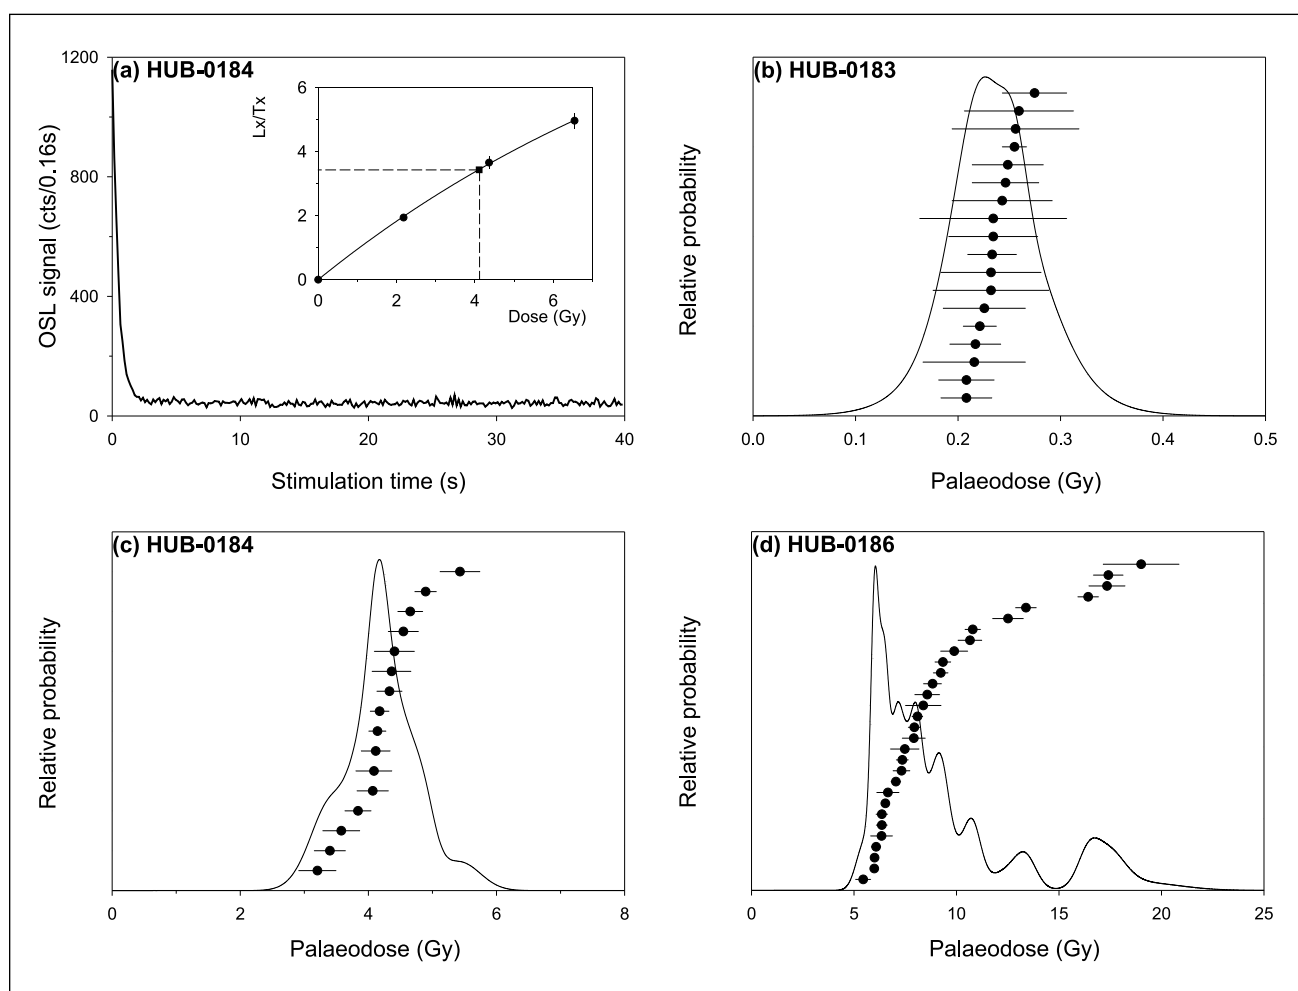 (a) HUB-0184
OSL signal (cts/0.16s)
1200
800
400
0
0 10 20 30 40
Stimulation time (s)
Lx/Tx
6
4
2
0
0 2 4 6
Dose (Gy)
(b) HUB-0183
Relative probability
0.0 0.1 0.2 0.3 0.4 0.5
Palaeodose (Gy)
(c) HUB-0184
Relative probability
0 2 4 6 8
Palaeodose (Gy)
(d) HUB-0186
Relative probability
0 5 10 15 20 25
Palaeodose (Gy)